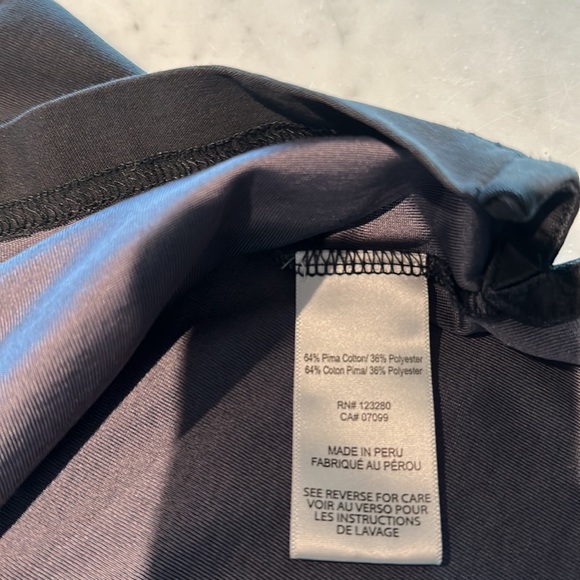 64% Pima Cotton/ 36% Polyester
64% Coton Pima/ 36% Polyester
RN# 123280
CA# 07099
MADE IN PERU
FABRIQUÉ AU PÉROU
SEE REVERSE FOR CARE
VOIR AU VERSO POUR
LES INSTRUCTIONS
DE LAVAGE